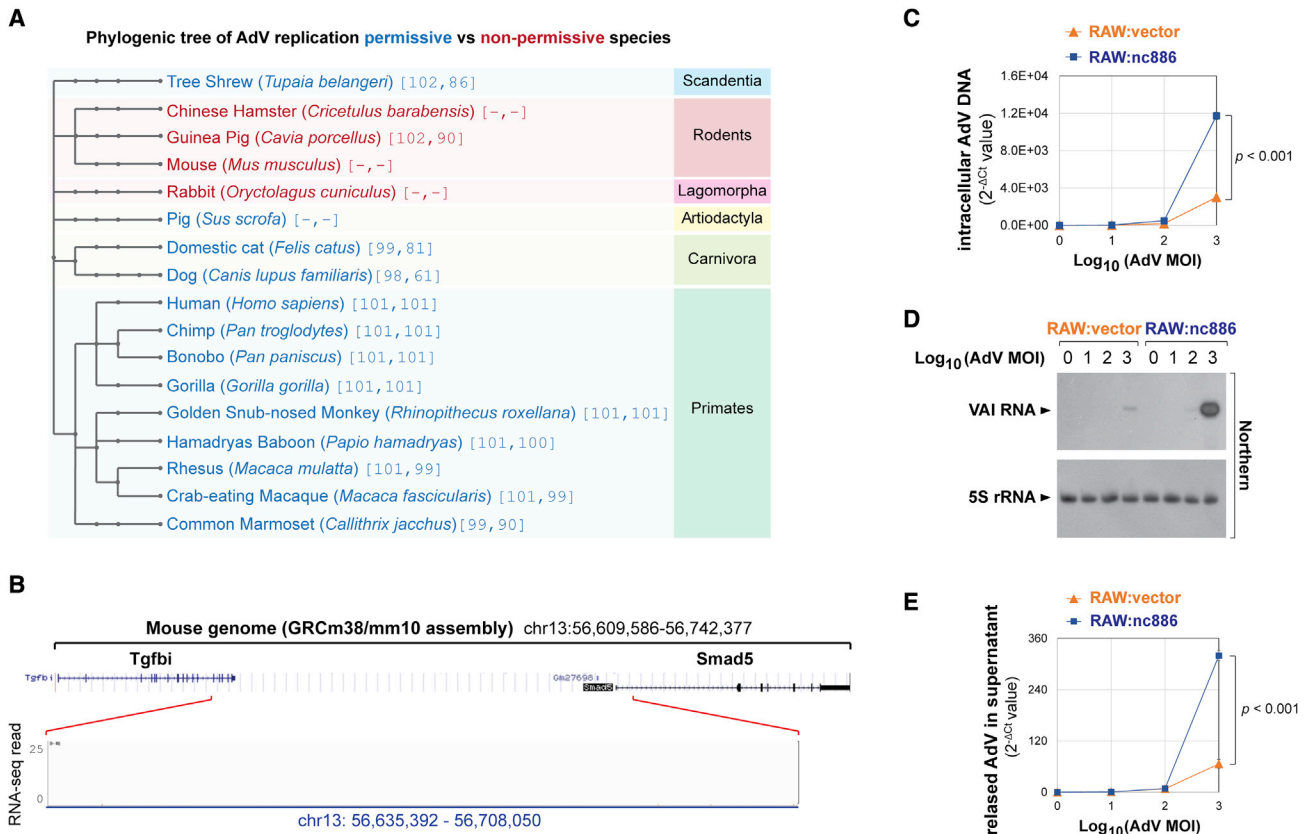 A
Phylogenic tree of AdV replication permissive vs non-permissive species
Tree Shrew (Tupaia belangeri) [102,86]
Scandentia
Chinese Hamster (Cricetulus barabensis) [-,-]
Guinea Pig (Cavia porcellus) [102,90]
Mouse (Mus musculus) [-,-]
Rodents
Rabbit (Oryctolagus cuniculus) [-,-]
Lagomorpha
Pig (Sus scrofa) [-,-]
Artiodactyla
Domestic cat (Felis catus) [99,81]
Dog (Canis lupus familiaris)[98,61]
Carnivora
Human (Homo sapiens) [101,101]
Chimp (Pan troglodytes) [101,101]
Bonobo (Pan paniscus) [101,101]
Gorilla (Gorilla gorilla) [101,101]
Golden Snub-nosed Monkey (Rhinopithecus roxellana) [101,101]
Hamadryas Baboon (Papio hamadryas) [101,100]
Rhesus (Macaca mulatta) [101,99]
Crab-eating Macaque (Macaca fascicularis) [101,99]
Common Marmoset (Callithrix jacchus)[99,90]
Primates
B
Mouse genome (GRCm38/mm10 assembly) chr13:56,609,586-56,742,377
Tgfbi
Smad5
Tgfbi
Gm27698
Smad5
RNA-seq read
25
0
chr13: 56,635,392 - 56,708,050
C
RAW:vector
RAW:nc886
intracellular AdV DNA
(2-ΔCt value)
1.6E+04
1.2E+04
8.0E+03
4.0E+03
0.0E+00
0 1 2 3
Log10 (AdV MOI)
p < 0.001
D
RAW:vector RAW:nc886
Log10 (AdV MOI) 0 1 2 3 0 1 2 3
VAI RNA
5S rRNA
Northern
E
RAW:vector
RAW:nc886
relased AdV in supernatant
(2-ΔCt value)
360
240
120
0
0 1 2 3
Log10(AdV MOI)
p < 0.001